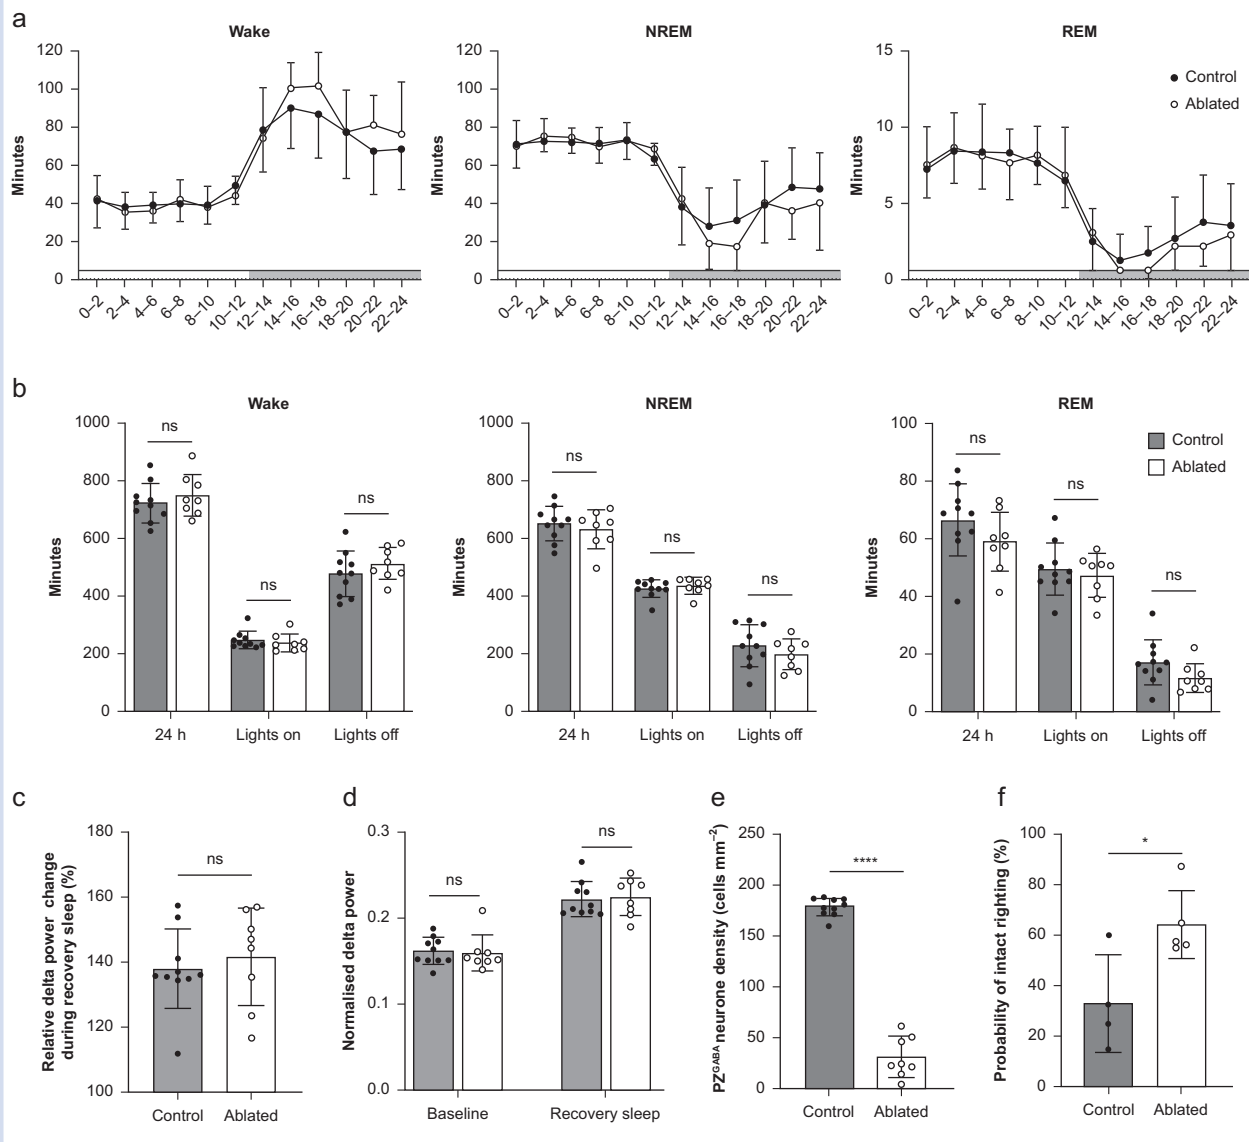 a
Wake
NREM
REM
120
100
80
60
40
20
0
Minutes
0–2
2–4
4–6
6–8
8–10
10–12
12–14
14–16
16–18
18–20
20–22
22–24
120
100
80
60
40
20
0
Minutes
0–2
2–4
4–6
6–8
8–10
10–12
12–14
14–16
16–18
18–20
20–22
22–24
15
10
5
0
Minutes
0–2
2–4
4–6
6–8
8–10
10–12
12–14
14–16
16–18
18–20
20–22
22–24
Control
Ablated
b
Wake
NREM
REM
1000
800
600
400
200
0
Minutes
ns
ns
ns
24 h
Lights on
Lights off
1000
800
600
400
200
0
Minutes
ns
ns
ns
24 h
Lights on
Lights off
100
80
60
40
20
0
Minutes
ns
ns
ns
24 h
Lights on
Lights off
Control
Ablated
c
180
160
140
120
100
Relative delta power change
during recovery sleep (%)
ns
Control
Ablated
d
0.3
0.2
0.1
0.0
Normalised delta power
ns
ns
Baseline
Recovery sleep
e
250
200
150
100
50
0
PZᴳᴬᴮᴬ neurone density (cells mm⁻²)
****
Control
Ablated
f
100
80
60
40
20
0
Probability of intact righting (%)
*
Control
Ablated